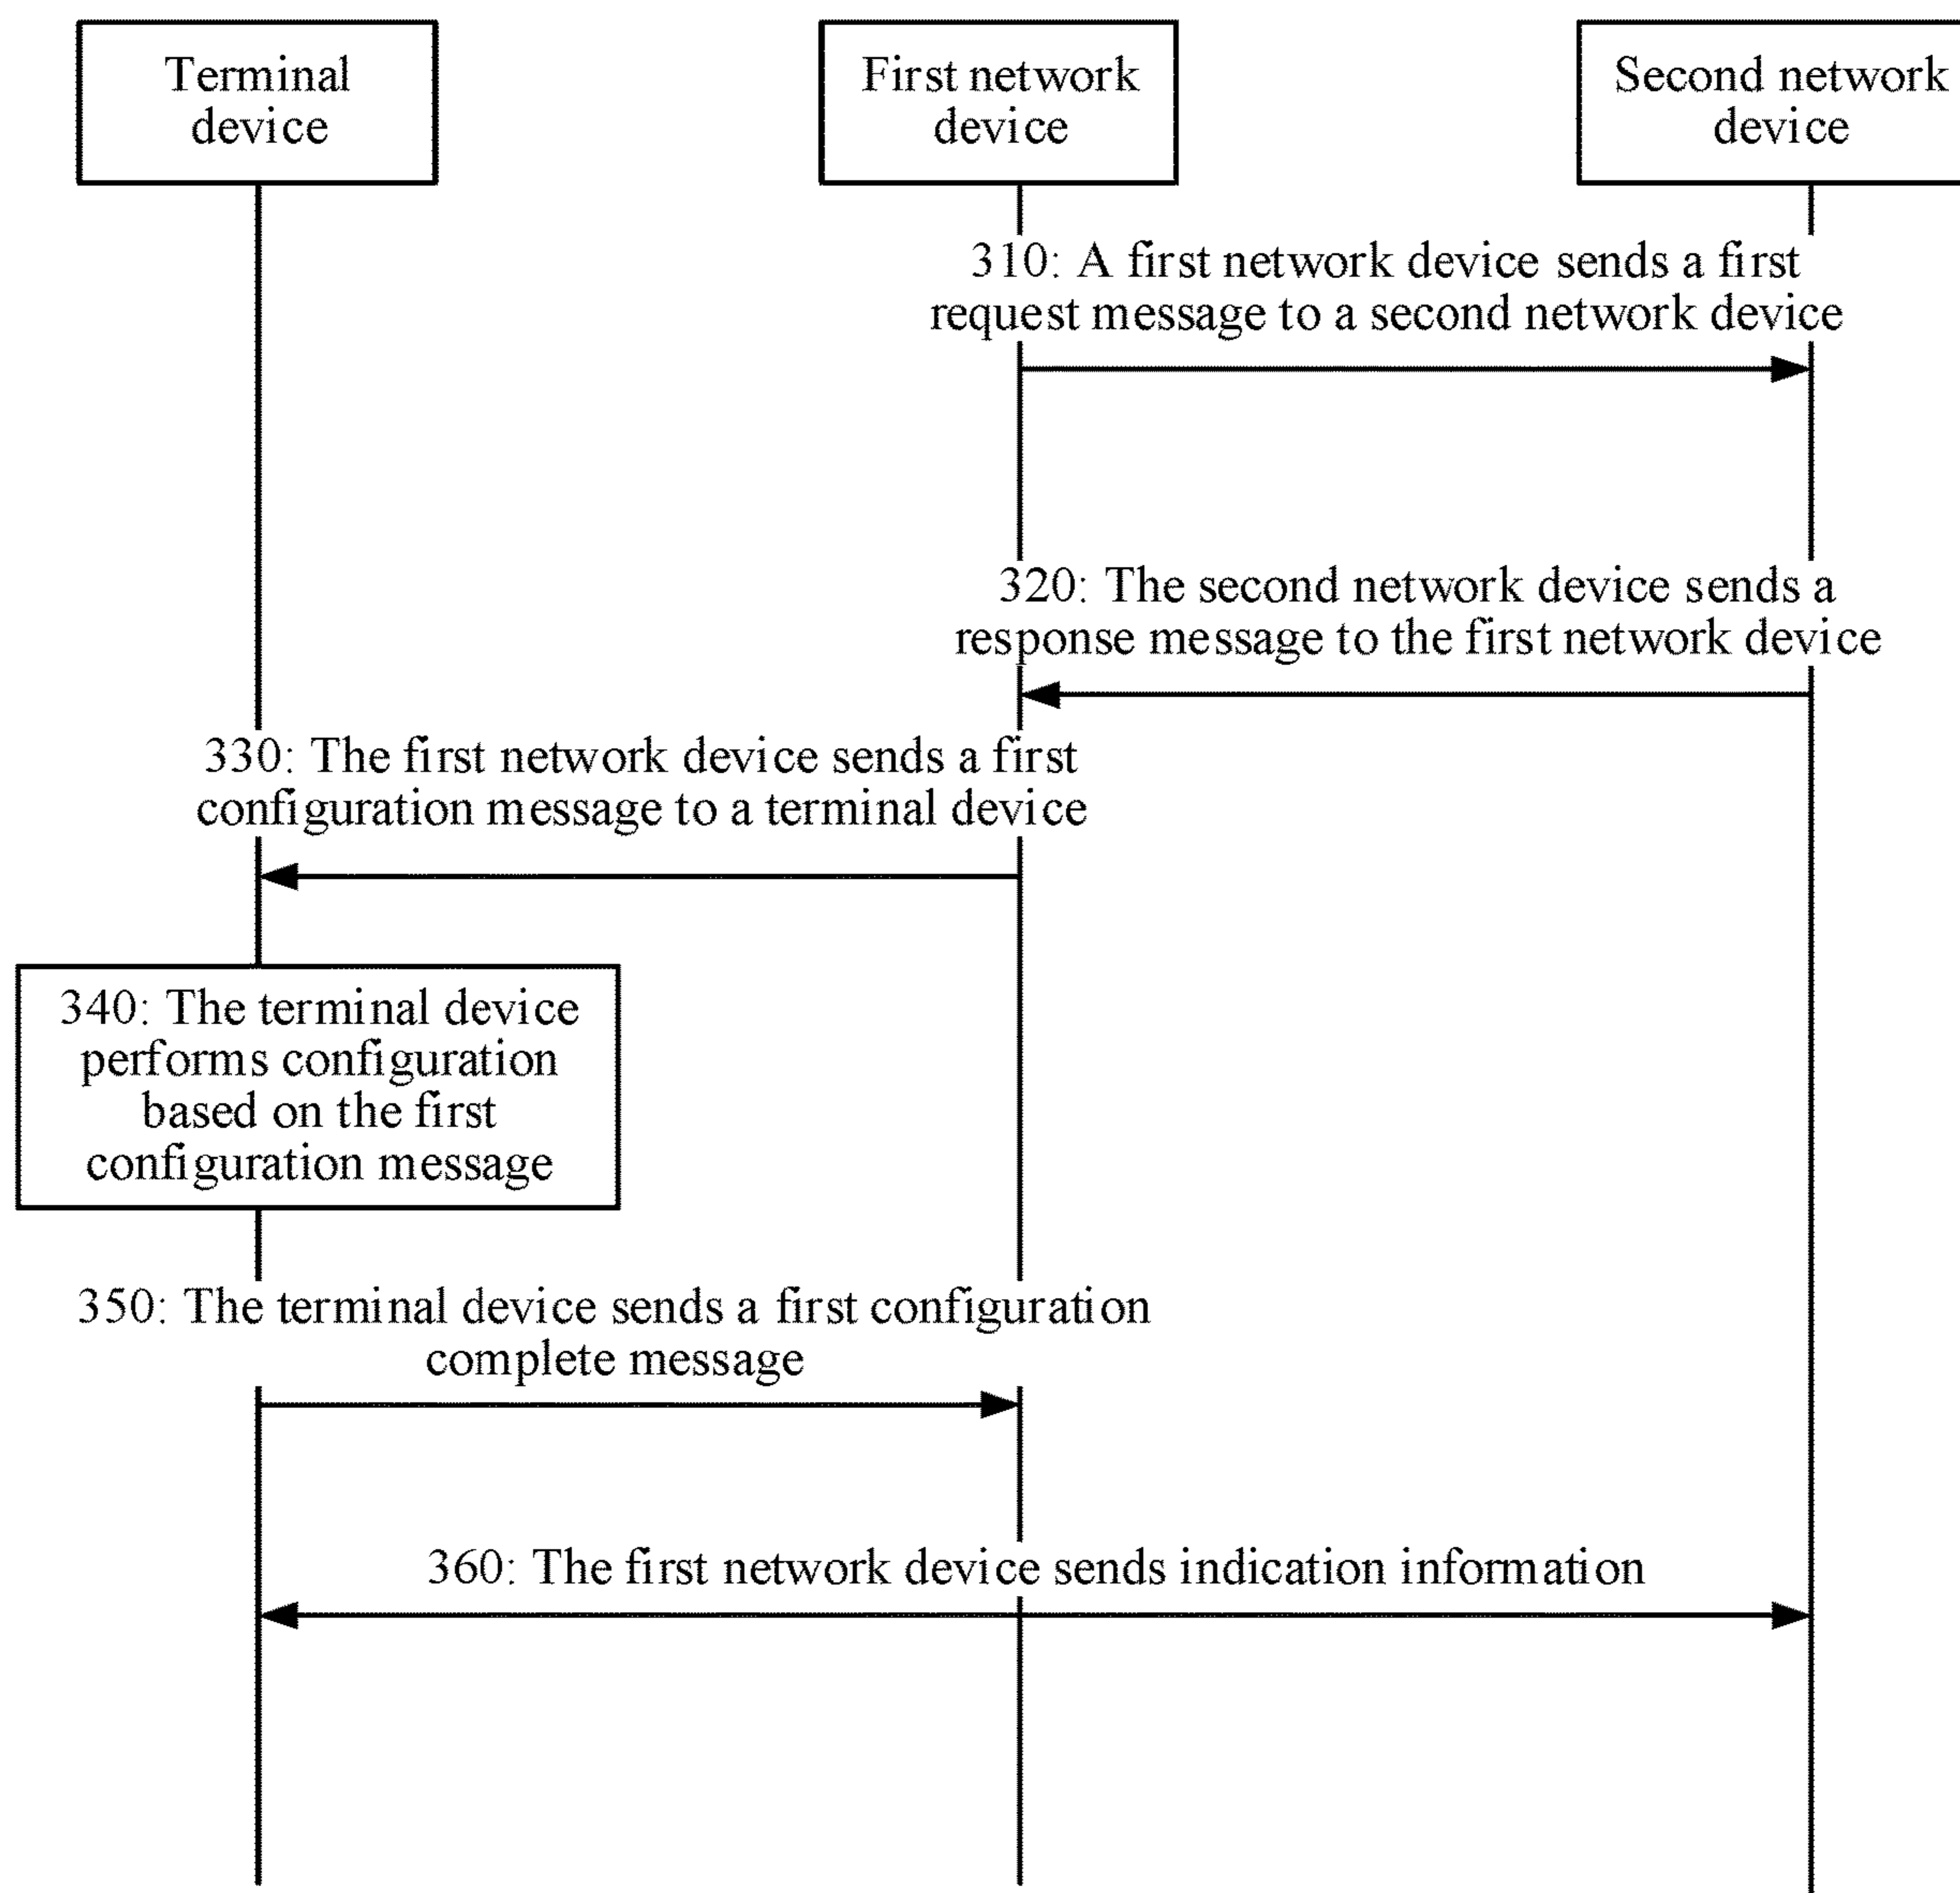 Terminal
device
First network
device
Second network
device
310: A first network device sends a first
request message to a second network device
320: The second network device sends a
response message to the first network device
330: The first network device sends a first
configuration message to a terminal device
340: The terminal device
performs configuration
based on the first
configuration message
350: The terminal device sends a first configuration
complete message
360: The first network device sends indication information